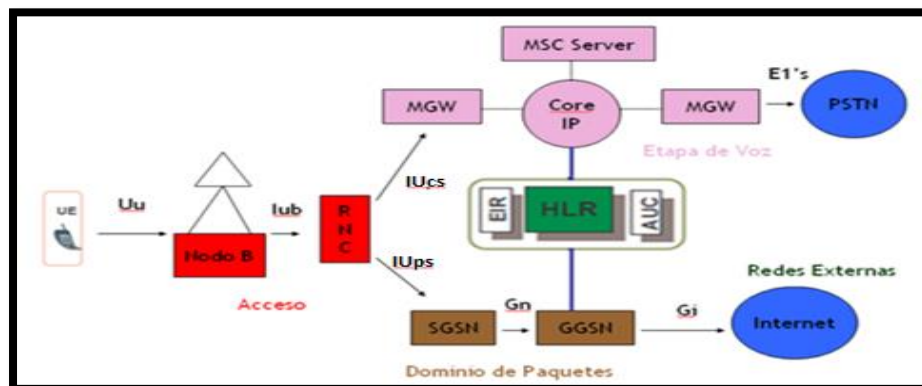 MSC Server
E1's
MGW
Core
IP
MGW
PSTN
Etapa de Voz
IUcs
UE
Uu
Iub
R
N
C
EIR
HLR
AUC
Nodo B
IUps
Redes Externas
Acceso
Gn
Gi
SGSN
GGSN
Internet
Dominio de Paquetes